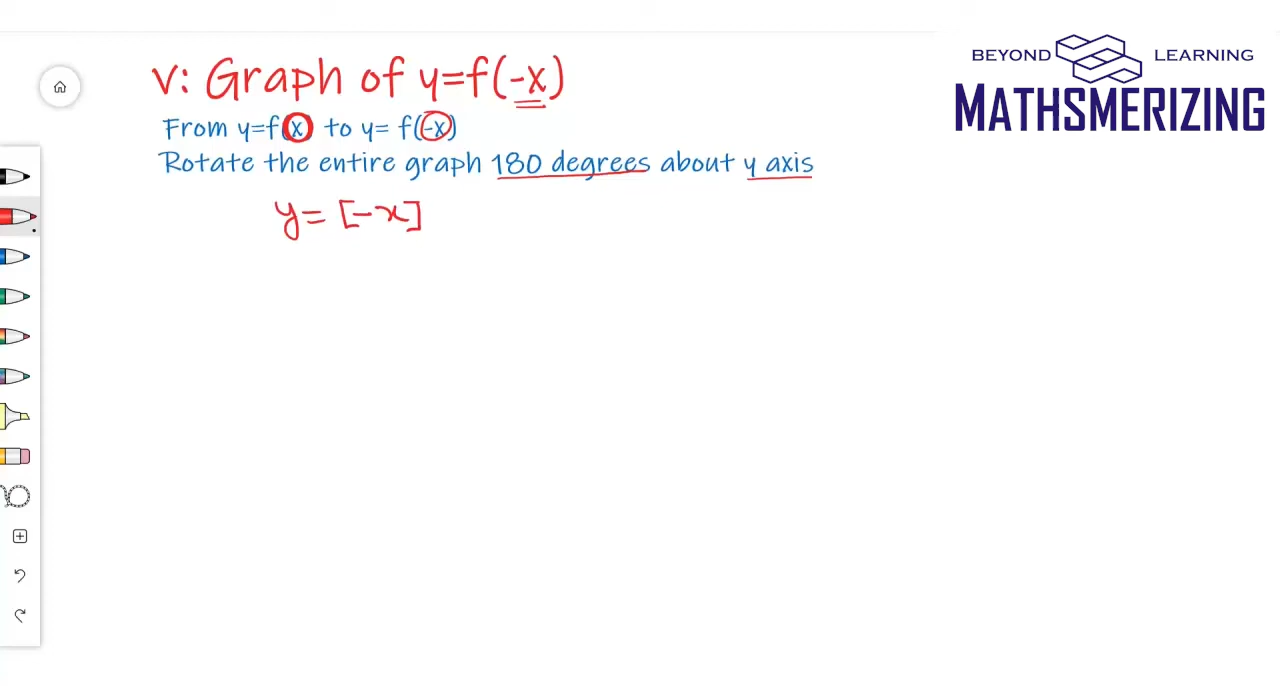 BEYOND LEARNING
MATHSMERIZING
v: Graph of y=f(-x)
From y=f(x) to y= f(-x)
Rotate the entire graph 180 degrees about y axis
y = [-x]